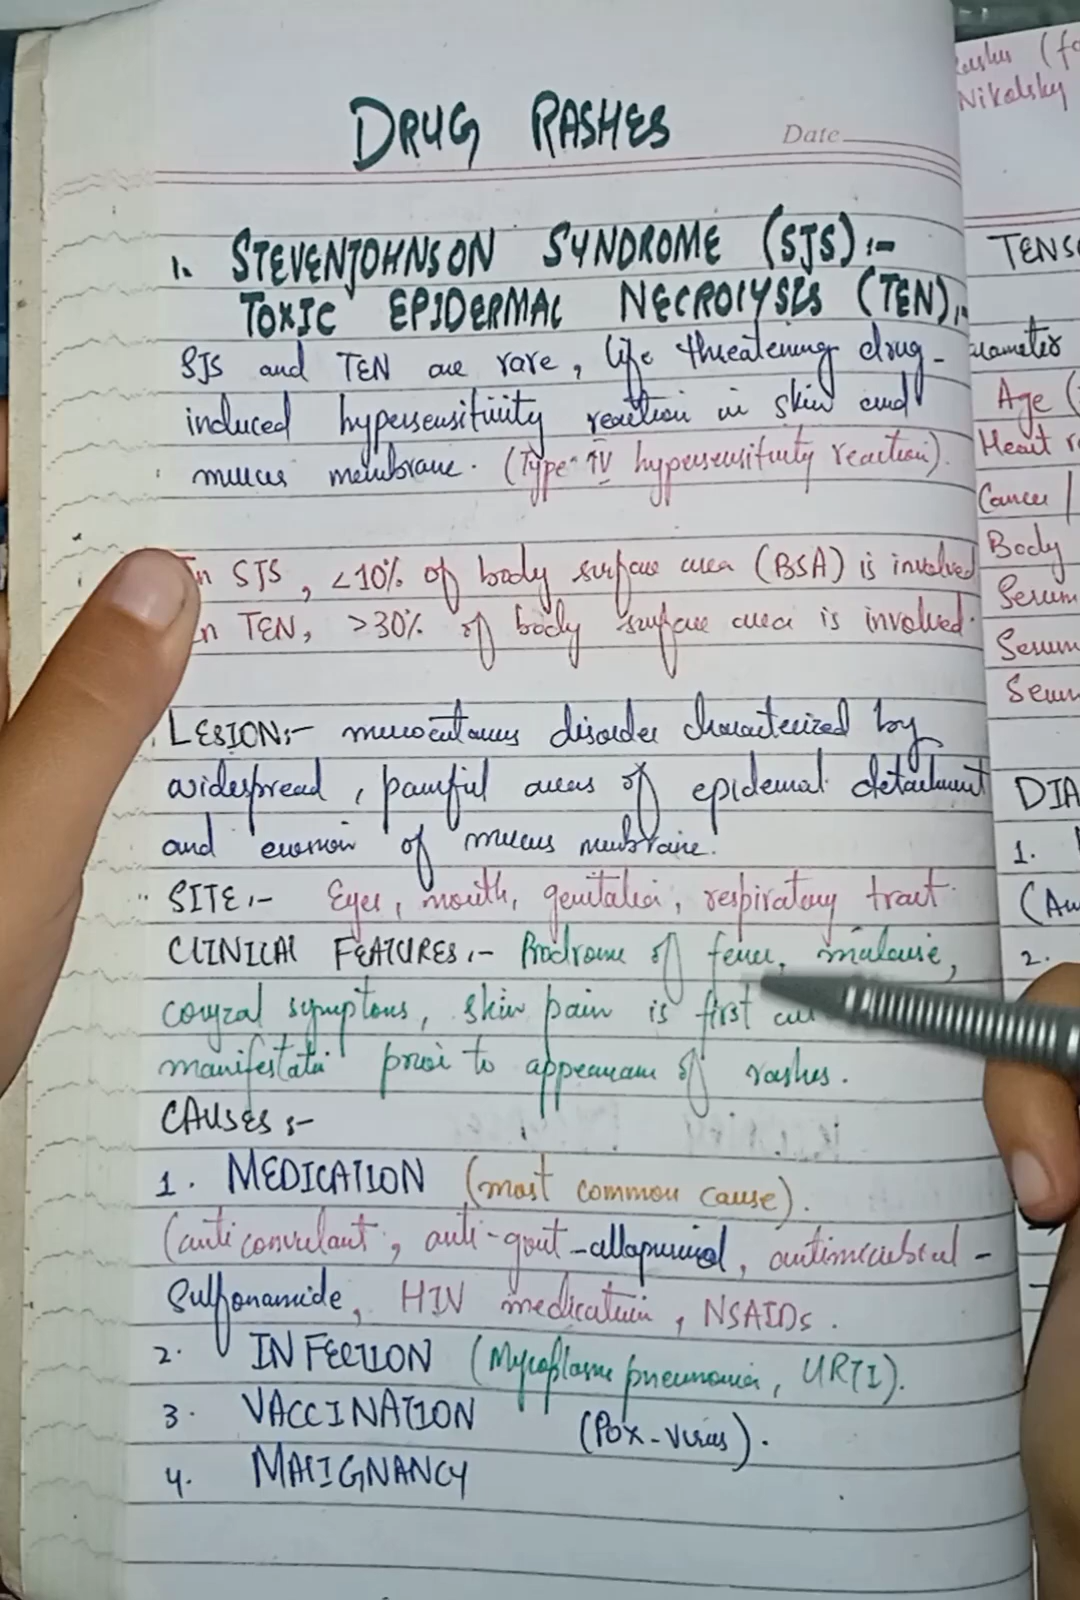 DRUG RASHES
Date
1. STEVENJOHNSON SYNDROME (SJS):-
TOXIC EPIDERMAL NECROLYSIS (TEN):-
SJS and TEN are rare, life threatening drug-
induced hypersensitivity reaction in skin and
mucus membrane. (Type-IV hypersensitivity reaction).
In SJS, <10% of body surface area (BSA) is involved
In TEN, >30% of body surface area is involved.
LESION:- mucocutaneous disorder characterized by
widespread, painful areas of epidermal detachment
and erosion of mucus membrane.
SITE:- Eyes, mouth, genitalia, respiratory tract
CLINICAL FEATURES:- Prodrome of fever, malaise,
coryzal symptoms, skin pain is first
prior to appearance of rashes.
CAUSES:-
1. MEDICATION (most common cause).
(anticonvulant, anti-gout-allapurinol, antimicrobial-
Sulfonamide, HIV medication, NSAIDs.
2. INFECTION (Mycoplasma pneumonia, URTI).
3. VACCINATION (Pox-virus).
4. MALIGNANCY
(fo
Nikolsky
TENS
Age (
Heart r
Cancer /
Body
Serum
Serum
Serum
DIA
1.
(Au
2.